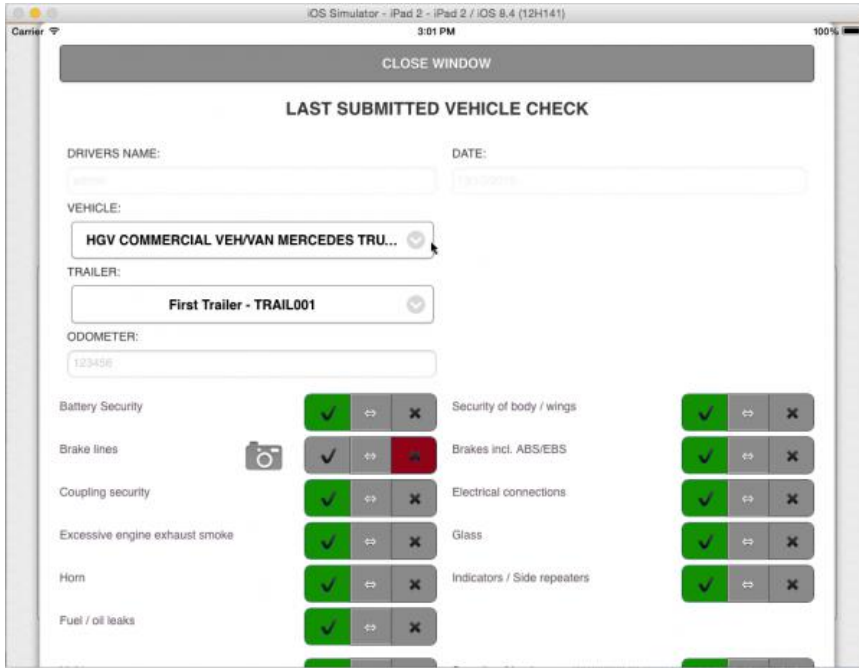 iOS Simulator - iPad 2 - iPad 2 / iOS 8.4 (12H141)
Carrier 3:01 PM 100%
CLOSE WINDOW
LAST SUBMITTED VEHICLE CHECK
DRIVERS NAME: DATE:
VEHICLE:
HGV COMMERCIAL VEH/VAN MERCEDES TRU...
TRAILER:
First Trailer - TRAIL001
ODOMETER:
123456
Battery Security Security of body / wings
Brake lines Brakes incl. ABS/EBS
Coupling security Electrical connections
Excessive engine exhaust smoke Glass
Horn Indicators / Side repeaters
Fuel / oil leaks